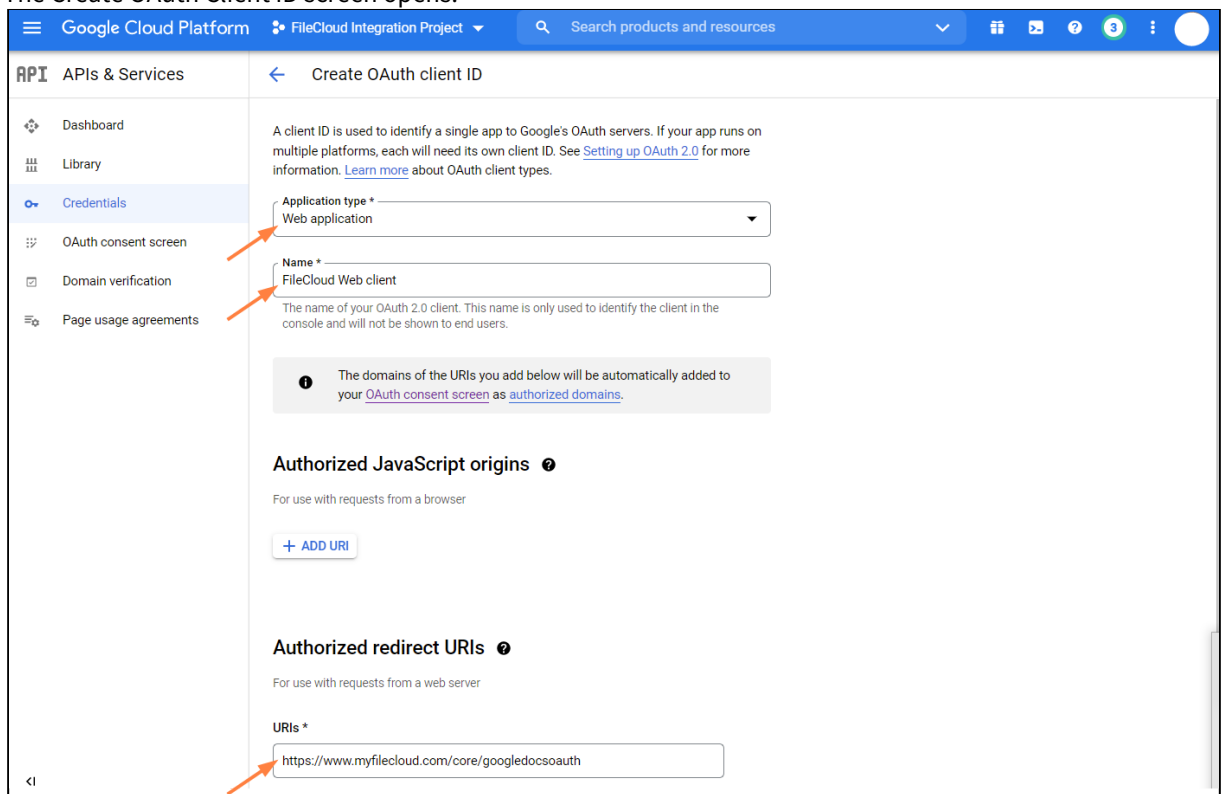 The Create OAuth Client ID screen opens.
Google Cloud Platform FileCloud Integration Project Search products and resources 3
API APIs & Services Create OAuth client ID
Dashboard
Library
Credentials
OAuth consent screen
Domain verification
Page usage agreements
A client ID is used to identify a single app to Google's OAuth servers. If your app runs on
multiple platforms, each will need its own client ID. See Setting up OAuth 2.0 for more
information. Learn more about OAuth client types.
Application type *
Web application
Name *
FileCloud Web client
The name of your OAuth 2.0 client. This name is only used to identify the client in the
console and will not be shown to end users.
The domains of the URIs you add below will be automatically added to
your OAuth consent screen as authorized domains.
Authorized JavaScript origins
For use with requests from a browser
+ ADD URI
Authorized redirect URIs
For use with requests from a web server
URIs *
https://www.myfilecloud.com/core/googledocsoauth